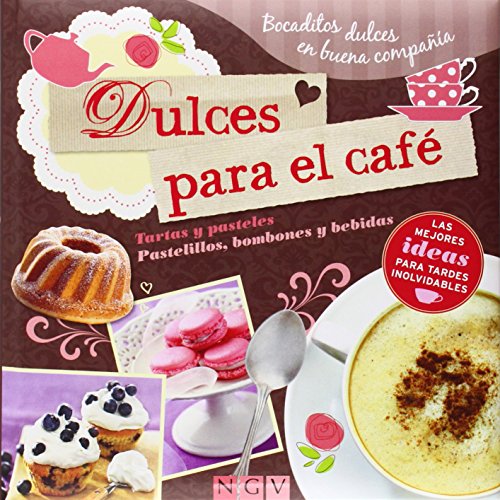 Bocaditos dulces
en buena compañía
Dulces
para el café
Tartas y pasteles
Pastelillos, bombones y bebidas
LAS
MEJORES
ideas
PARA TARDES
INOLVIDABLES
NGV